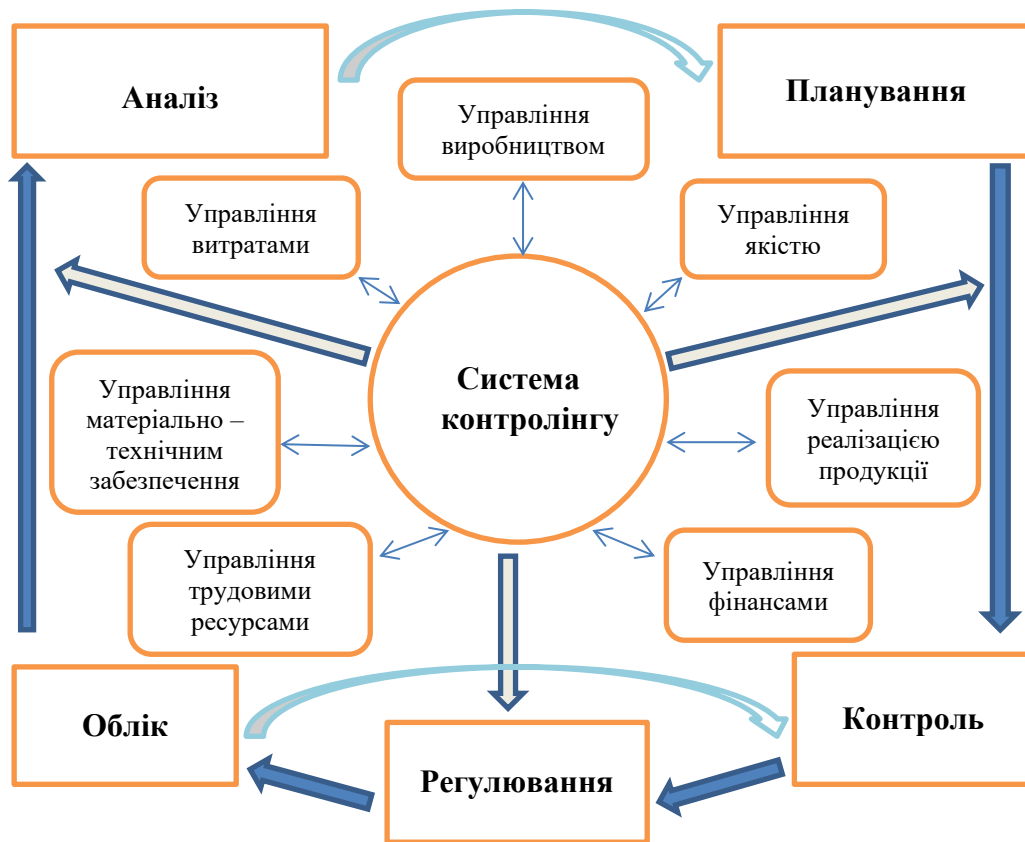 Аналіз
Планування
Управління
виробництвом
Управління
витратами
Управління
якістю
Система
контролінгу
Управління
матеріально –
технічним
забезпечення
Управління
реалізацією
продукції
Управління
трудовими
ресурсами
Управління
фінансами
Облік
Регулювання
Контроль